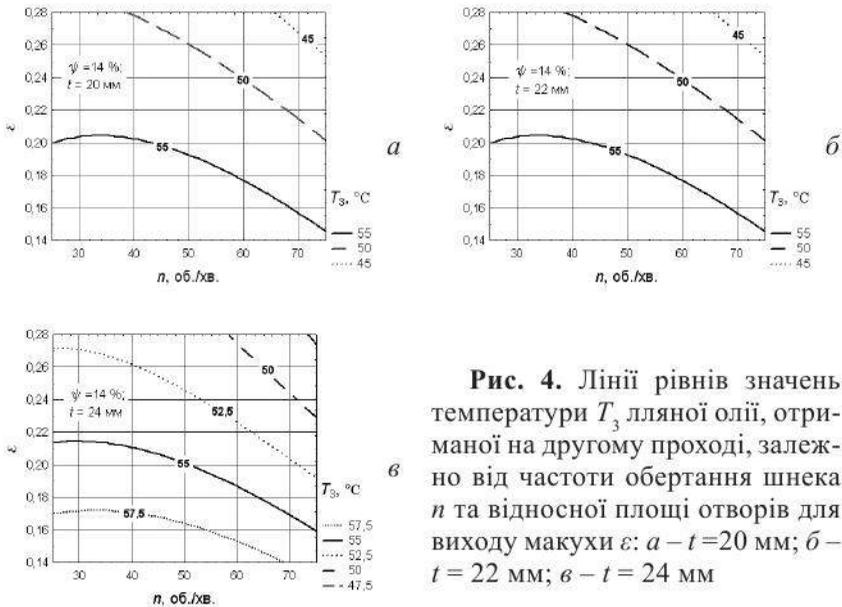 0,28
0,26
0,24
0,22
0,20
0,18
0,16
0,14
ε
ψ =14 %;
t = 20 мм
45
50
55
30 40 50 60 70
n, об./хв.
T₃, °C
55
50
45
а
0,28
0,26
0,24
0,22
0,20
0,18
0,16
0,14
ε
ψ =14 %;
t = 22 мм
45
50
55
30 40 50 60 70
n, об./хв.
T₃, °C
55
50
45
б
0,28
0,26
0,24
0,22
0,20
0,18
0,16
0,14
ε
ψ =14 %;
t = 24 мм
50
52,5
55
57,5
30 40 50 60 70
n, об./хв.
T₃, °C
57,5
55
52,5
50
47,5
в
Рис. 4. Лінії рівнів значень
температури T₃ лляної олії, отри-
маної на другому проході, залеж-
но від частоти обертання шнека
n та відносної площі отворів для
виходу макухи ε: а – t =20 мм; б –
t = 22 мм; в – t = 24 мм